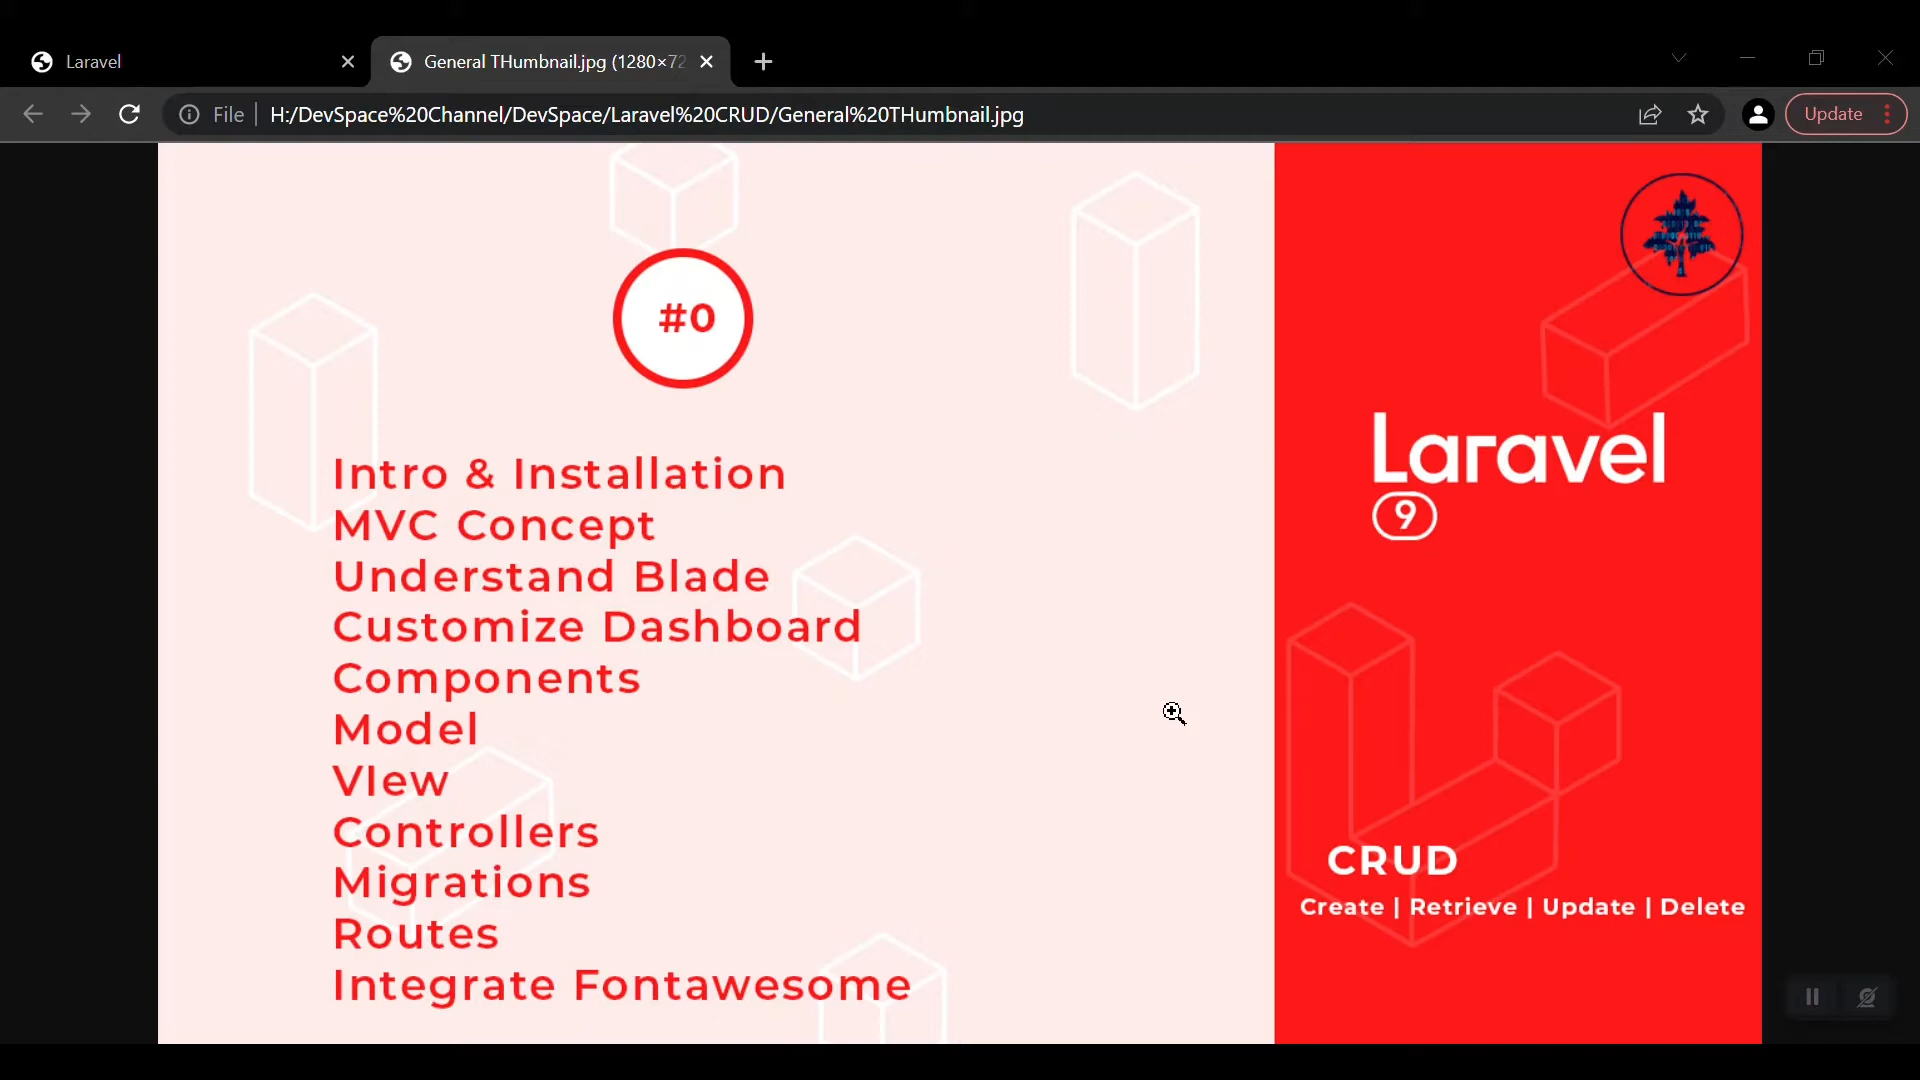 Laravel
General THumbnail.jpg (1280×72
File
H:/DevSpace%20Channel/DevSpace/Laravel%20CRUD/General%20THumbnail.jpg
Update
#0
Intro & Installation
MVC Concept
Understand Blade
Customize Dashboard
Components
Model
VIew
Controllers
Migrations
Routes
Integrate Fontawesome
Laravel
9
CRUD
Create | Retrieve | Update | Delete